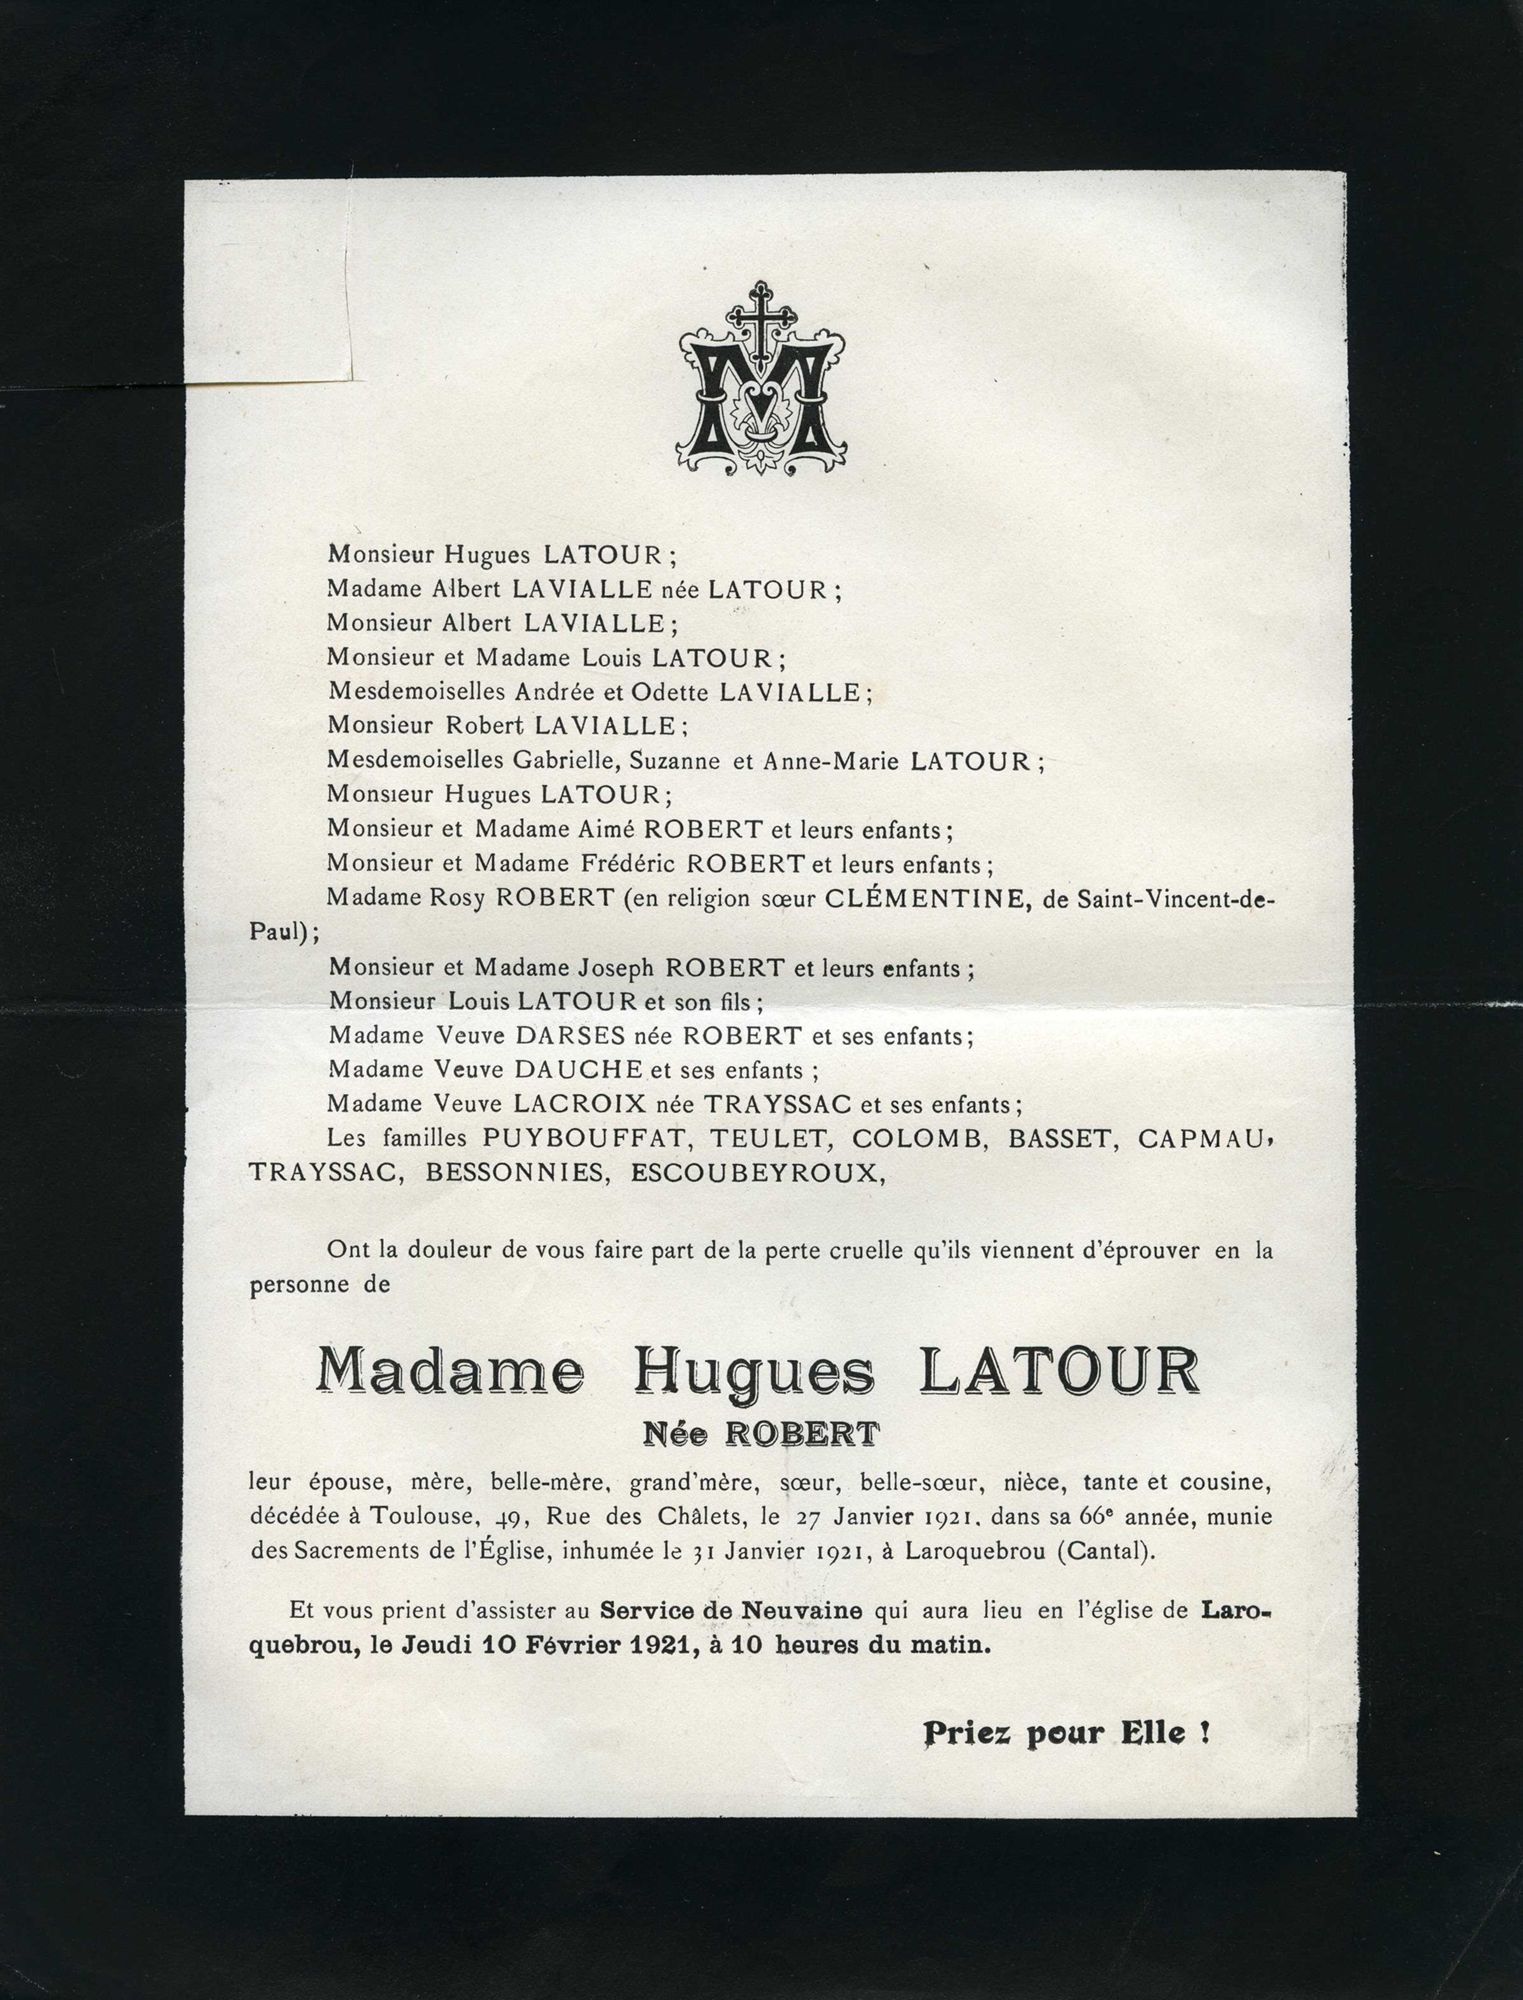 M
Monsieur Hugues LATOUR ;
Madame Albert LAVIALLE née LATOUR ;
Monsieur Albert LAVIALLE ;
Monsieur et Madame Louis LATOUR ;
Mesdemoiselles Andrée et Odette LAVIALLE ;
Monsieur Robert LAVIALLE ;
Mesdemoiselles Gabrielle, Suzanne et Anne-Marie LATOUR ;
Monsieur Hugues LATOUR ;
Monsieur et Madame Aimé ROBERT et leurs enfants ;
Monsieur et Madame Frédéric ROBERT et leurs enfants ;
Madame Rosy ROBERT (en religion sœur CLÉMENTINE, de Saint-Vincent-de-
Paul) ;
Monsieur et Madame Joseph ROBERT et leurs enfants ;
Monsieur Louis LATOUR et son fils ;
Madame Veuve DARSES née ROBERT et ses enfants ;
Madame Veuve DAUCHE et ses enfants ;
Madame Veuve LACROIX née TRAYSSAC et ses enfants ;
Les familles PUYBOUFFAT, TEULET, COLOMB, BASSET, CAPMAU,
TRAYSSAC, BESSONNIES, ESCOUBEYROUX,
Ont la douleur de vous faire part de la perte cruelle qu'ils viennent d'éprouver en la
personne de
Madame Hugues LATOUR
Née ROBERT
leur épouse, mère, belle-mère, grand'mère, sœur, belle-sœur, nièce, tante et cousine,
décédée à Toulouse, 49, Rue des Châlets, le 27 Janvier 1921. dans sa 66e année, munie
des Sacrements de l'Église, inhumée le 31 Janvier 1921, à Laroquebrou (Cantal).
Et vous prient d'assister au Service de Neuvaine qui aura lieu en l'église de Laro-
quebrou, le Jeudi 10 Février 1921, à 10 heures du matin.
Priez pour Elle !